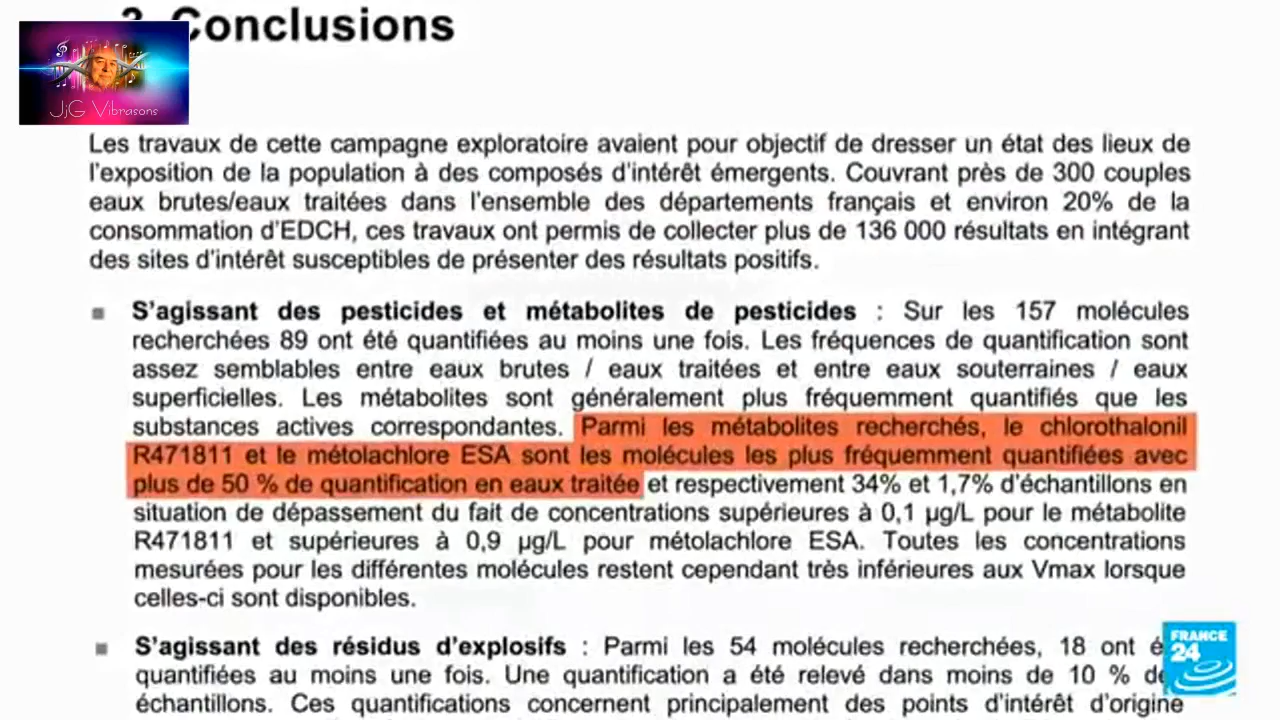 3. Conclusions
JjG Vibrasons
Les travaux de cette campagne exploratoire avaient pour objectif de dresser un état des lieux de
l'exposition de la population à des composés d'intérêt émergents. Couvrant près de 300 couples
eaux brutes/eaux traitées dans l'ensemble des départements français et environ 20% de la
consommation d'EDCH, ces travaux ont permis de collecter plus de 136 000 résultats en intégrant
des sites d'intérêt susceptibles de présenter des résultats positifs.
■ S'agissant des pesticides et métabolites de pesticides : Sur les 157 molécules
recherchées 89 ont été quantifiées au moins une fois. Les fréquences de quantification sont
assez semblables entre eaux brutes / eaux traitées et entre eaux souterraines / eaux
superficielles. Les métabolites sont généralement plus fréquemment quantifiés que les
substances actives correspondantes. Parmi les métabolites recherchés, le chlorothalonil
R471811 et le métolachlore ESA sont les molécules les plus fréquemment quantifiées avec
plus de 50 % de quantification en eaux traitée et respectivement 34% et 1,7% d'échantillons en
situation de dépassement du fait de concentrations supérieures à 0,1 µg/L pour le métabolite
R471811 et supérieures à 0,9 µg/L pour métolachlore ESA. Toutes les concentrations
mesurées pour les différentes molécules restent cependant très inférieures aux Vmax lorsque
celles-ci sont disponibles.
■ S'agissant des résidus d'explosifs : Parmi les 54 molécules recherchées, 18 ont
quantifiées au moins une fois. Une quantification a été relevé dans moins de 10 %
échantillons. Ces quantifications concernent principalement des points d'intérêt d'origine
FRANCE
24